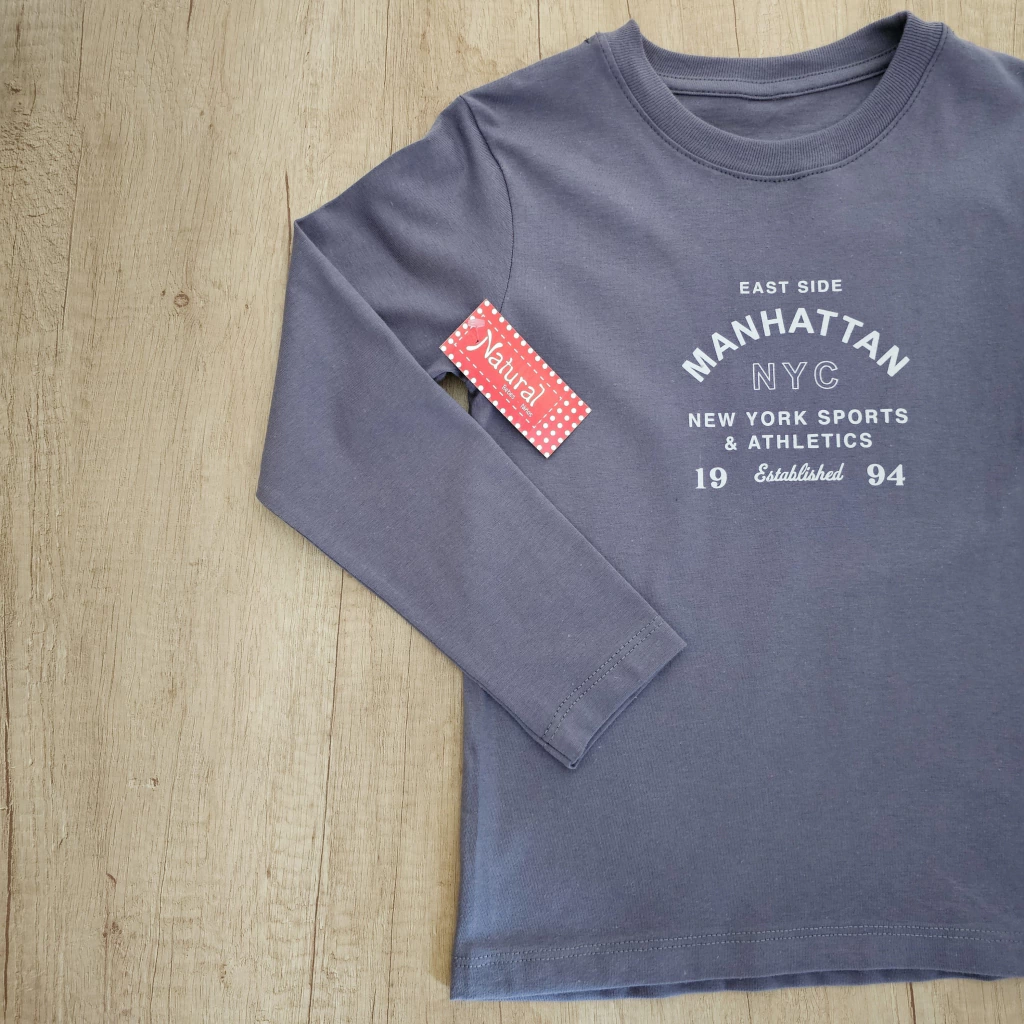 EAST SIDE
MANHATTAN
NYC
NEW YORK SPORTS
& ATHLETICS
19 Established 94
Natural